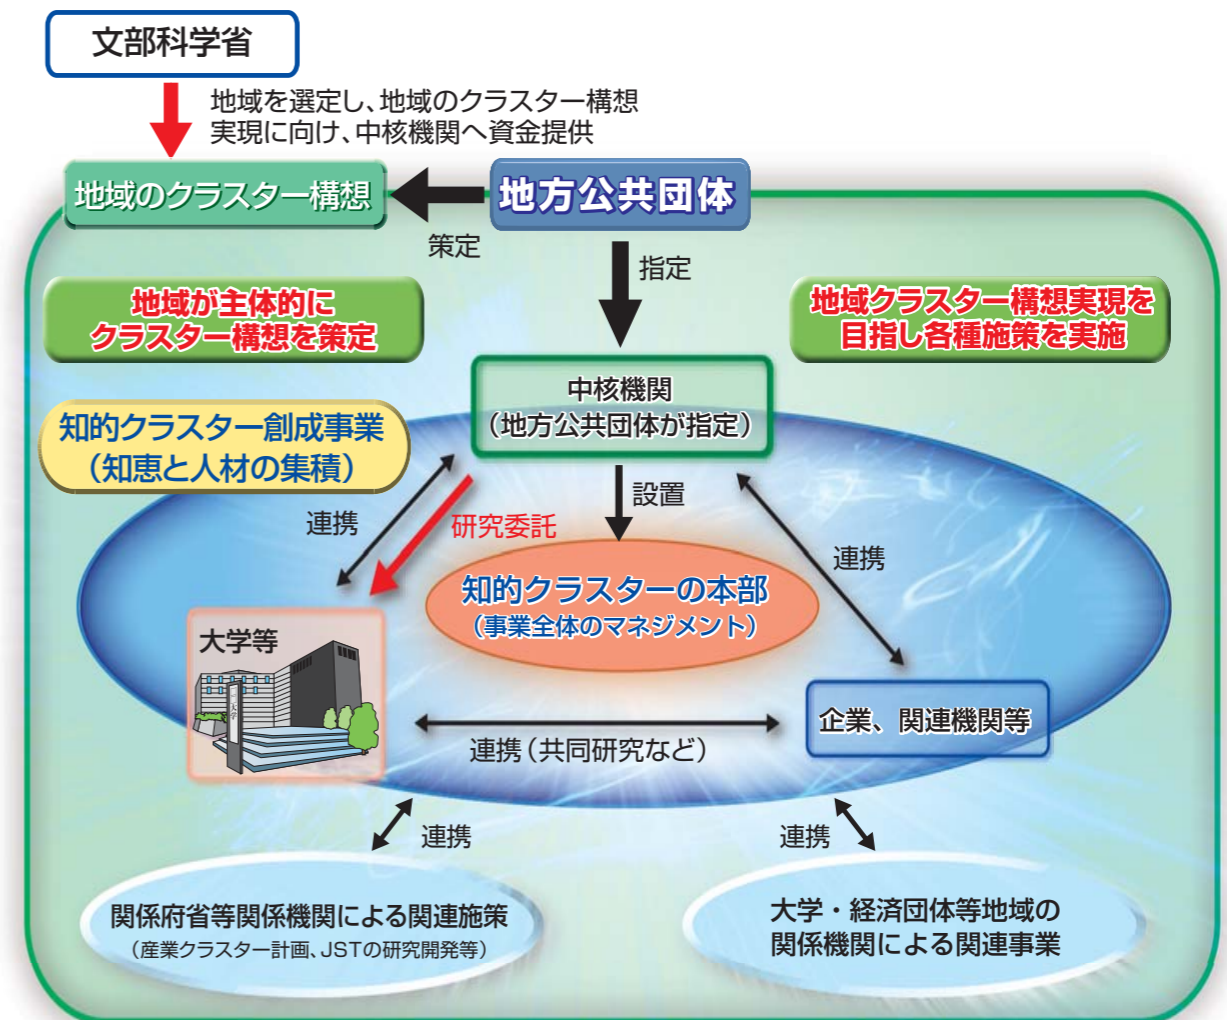 文部科学省
地域を選定し、地域のクラスター構想
実現に向け、中核機関へ資金提供
地域のクラスター構想
地方公共団体
策定
指定
地域が主体的に
クラスター構想を策定
地域クラスター構想実現を
目指し各種施策を実施
中核機関
（地方公共団体が指定）
知的クラスター創成事業
（知恵と人材の集積）
設置
連携
研究委託
連携
知的クラスターの本部
（事業全体のマネジメント）
大学等
大学
企業、関連機関等
連携（共同研究など）
連携
連携
関係府省等関係機関による関連施策
（産業クラスター計画、JSTの研究開発等）
大学・経済団体等地域の
関係機関による関連事業